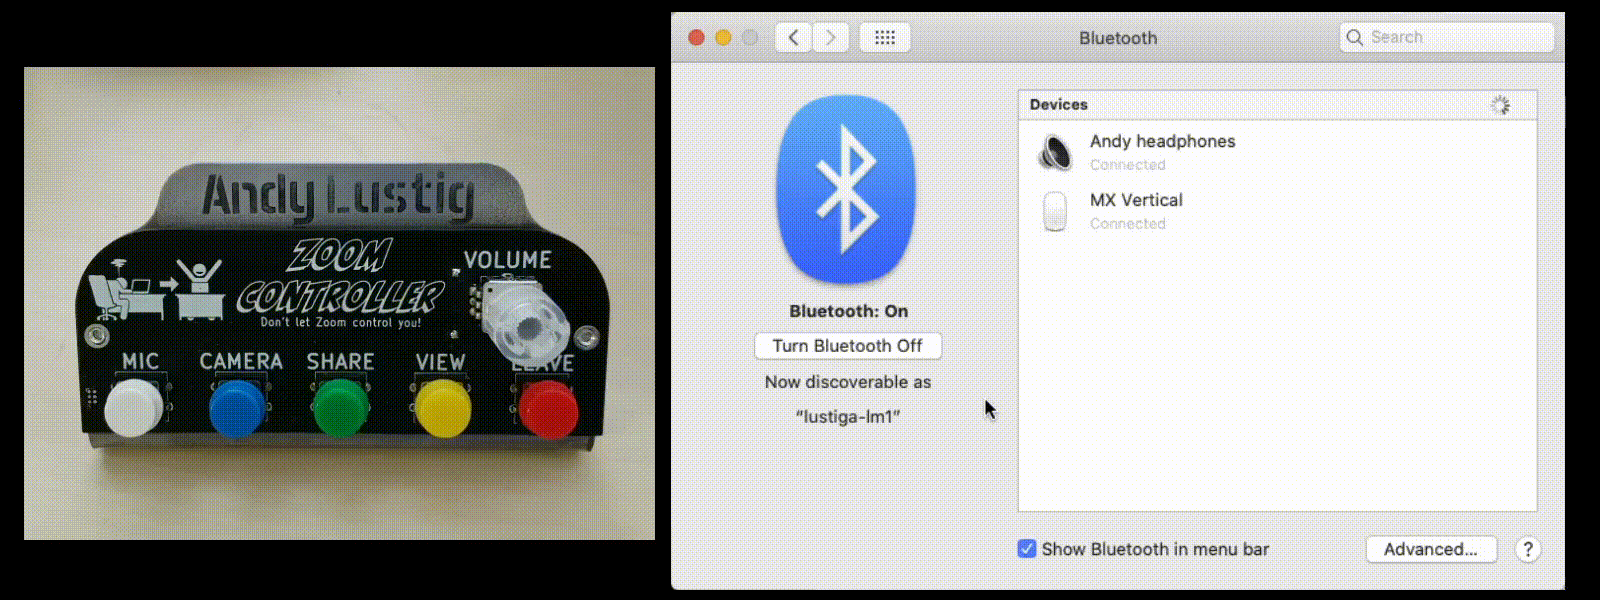 Andy Lustig
ZOOM
CONTROLLER
Don't let Zoom control you!
VOLUME
MIC
CAMERA
SHARE
VIEW
LEAVE
Bluetooth
Search
Devices
Andy headphones
Connected
MX Vertical
Connected
Bluetooth: On
Turn Bluetooth Off
Now discoverable as
“lustiga-lm1”
Show Bluetooth in menu bar
Advanced...
?